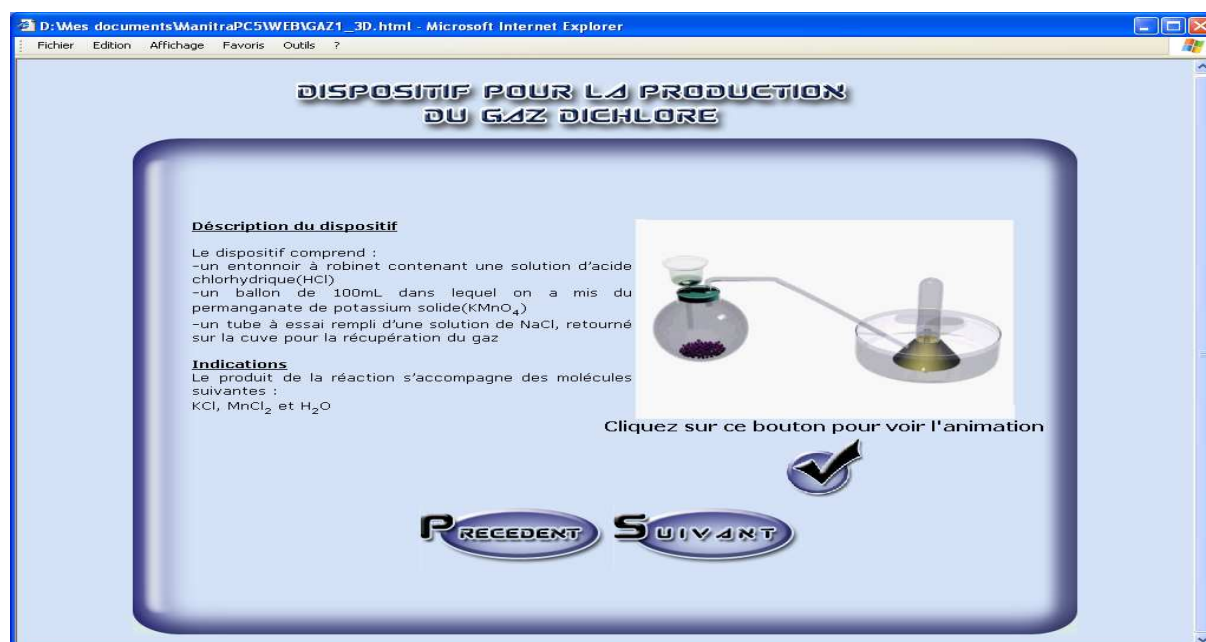 D:\Mes documents\ManitraPC5\WEB\GAZ1_3D.html - Microsoft Internet Explorer
Fichier Edition Affichage Favoris Outils ?
DISPOSITIF POUR LA PRODUCTION
DU GAZ DICHLORE
Déscription du dispositif
Le dispositif comprend :
-un entonnoir à robinet contenant une solution d'acide
chlorhydrique(HCl)
-un ballon de 100mL dans lequel on a mis du
permanganate de potassium solide(KMnO₄)
-un tube à essai rempli d'une solution de NaCl, retourné
sur la cuve pour la récupération du gaz
Indications
Le produit de la réaction s'accompagne des molécules
suivantes :
KCl, MnCl₂ et H₂O
Cliquez sur ce bouton pour voir l'animation
PRECEDENT SUIVANT